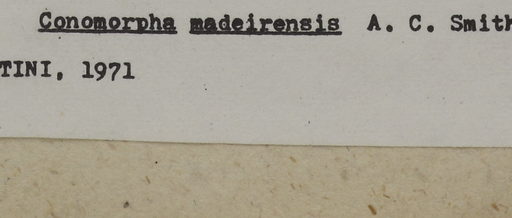 Conomorpha madeirensis A. C. Smith
TINI, 1971